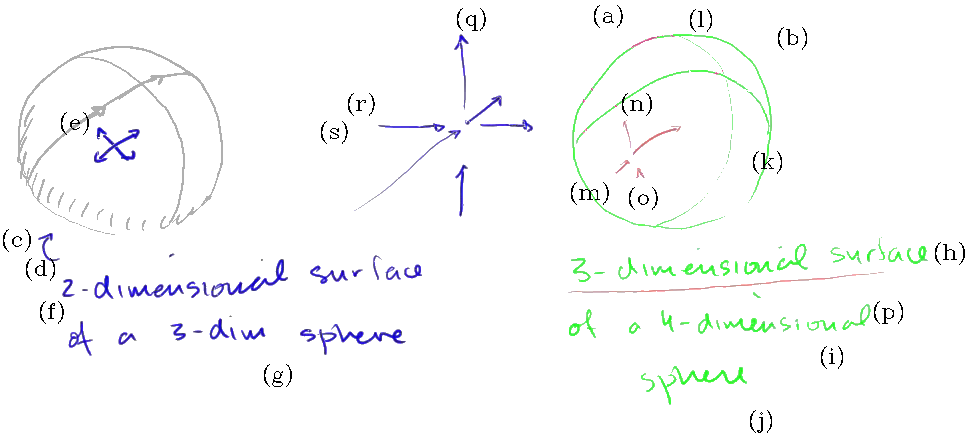 (a)
(l)
(q)
(b)
(r)
(n)
(e)
(s)
(k)
(m)
(o)
(c)
(d)
2-dimensional surface
(f)
of a 3-dim sphere
(g)
3-dimensional surface (h)
of a 4-dimensional (p)
(i)
sphere
(j)